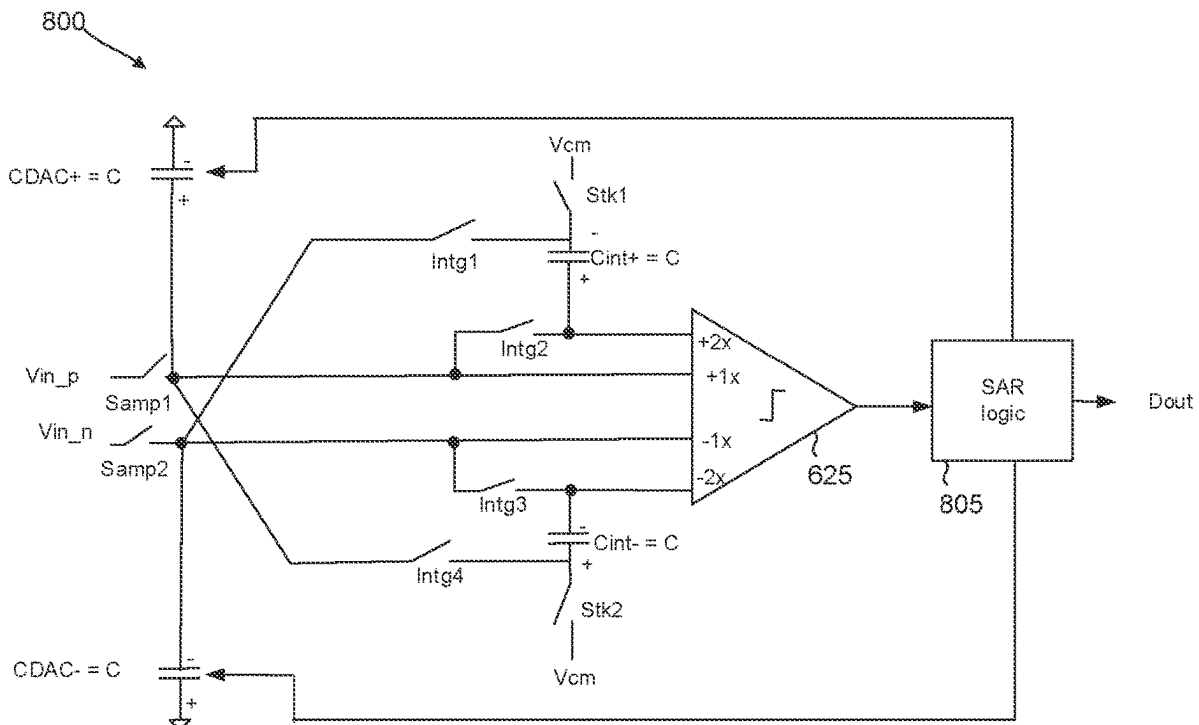 800
Vcm
CDAC+ = C
-
+
Stk1
-
Intg1
Cint+ = C
+
Intg2
+2x
Vin_p
+1x
Samp1
SAR
logic
Dout
Vin_n
-1x
Samp2
-2x
625
Intg3
805
-
Cint- = C
Intg4
+
Stk2
CDAC- = C
-
+
Vcm